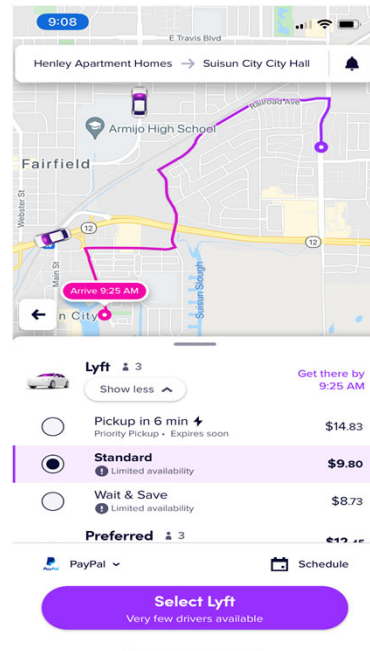 9:08
E Travis Blvd
Henley Apartment Homes → Suisun City City Hall
Railroad Ave
Armijo High School
Fairfield
Webster St
12
12
Main St
Suisun Slough
Arrive 9:25 AM
n City
Lyft 3
Get there by
9:25 AM
Show less
Pickup in 6 min
$14.83
Priority Pickup • Expires soon
Standard
$9.80
Limited availability
Wait & Save
$8.73
Limited availability
Preferred 3
PayPal
PayPal
Schedule
Select Lyft
Very few drivers available